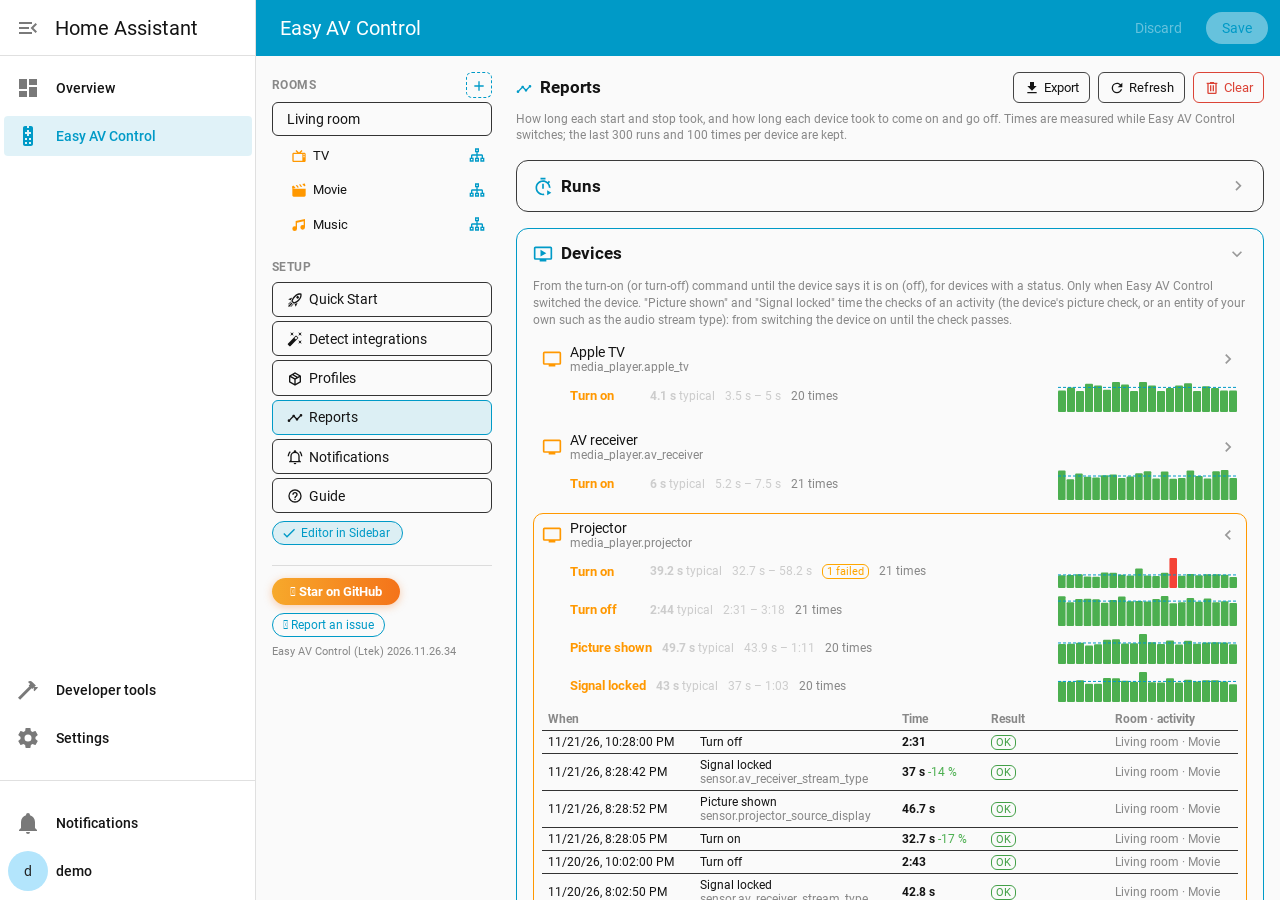 Home Assistant
Easy AV Control
Discard
Save
Overview
Easy AV Control
Developer tools
Settings
Notifications
d
demo
ROOMS
Living room
TV
Movie
Music
SETUP
Quick Start
Detect integrations
Profiles
Reports
Notifications
Guide
Editor in Sidebar
Star on GitHub
Report an issue
Easy AV Control (Ltek) 2026.11.26.34
Reports
Export
Refresh
Clear
How long each start and stop took, and how long each device took to come on and go off. Times are measured while Easy AV Control
switches; the last 300 runs and 100 times per device are kept.
Runs
Devices
From the turn-on (or turn-off) command until the device says it is on (off), for devices with a status. Only when Easy AV Control
switched the device. "Picture shown" and "Signal locked" time the checks of an activity (the device's picture check, or an entity of your
own such as the audio stream type): from switching the device on until the check passes.
Apple TV
media_player.apple_tv
Turn on 4.1 s typical 3.5 s – 5 s 20 times
AV receiver
media_player.av_receiver
Turn on 6 s typical 5.2 s – 7.5 s 21 times
Projector
media_player.projector
Turn on 39.2 s typical 32.7 s – 58.2 s 1 failed 21 times
Turn off 2:44 typical 2:31 – 3:18 21 times
Picture shown 49.7 s typical 43.9 s – 1:11 20 times
Signal locked 43 s typical 37 s – 1:03 20 times
When Time Result Room · activity
11/21/26, 10:28:00 PM Turn off 2:31 OK Living room · Movie
11/21/26, 8:28:42 PM Signal locked 37 s -14 % OK Living room · Movie
sensor.av_receiver_stream_type
11/21/26, 8:28:52 PM Picture shown 46.7 s OK Living room · Movie
sensor.projector_source_display
11/21/26, 8:28:05 PM Turn on 32.7 s -17 % OK Living room · Movie
11/20/26, 10:02:00 PM Turn off 2:43 OK Living room · Movie
11/20/26, 8:02:50 PM Signal locked 42.8 s OK Living room · Movie
sensor.av_receiver_stream_type